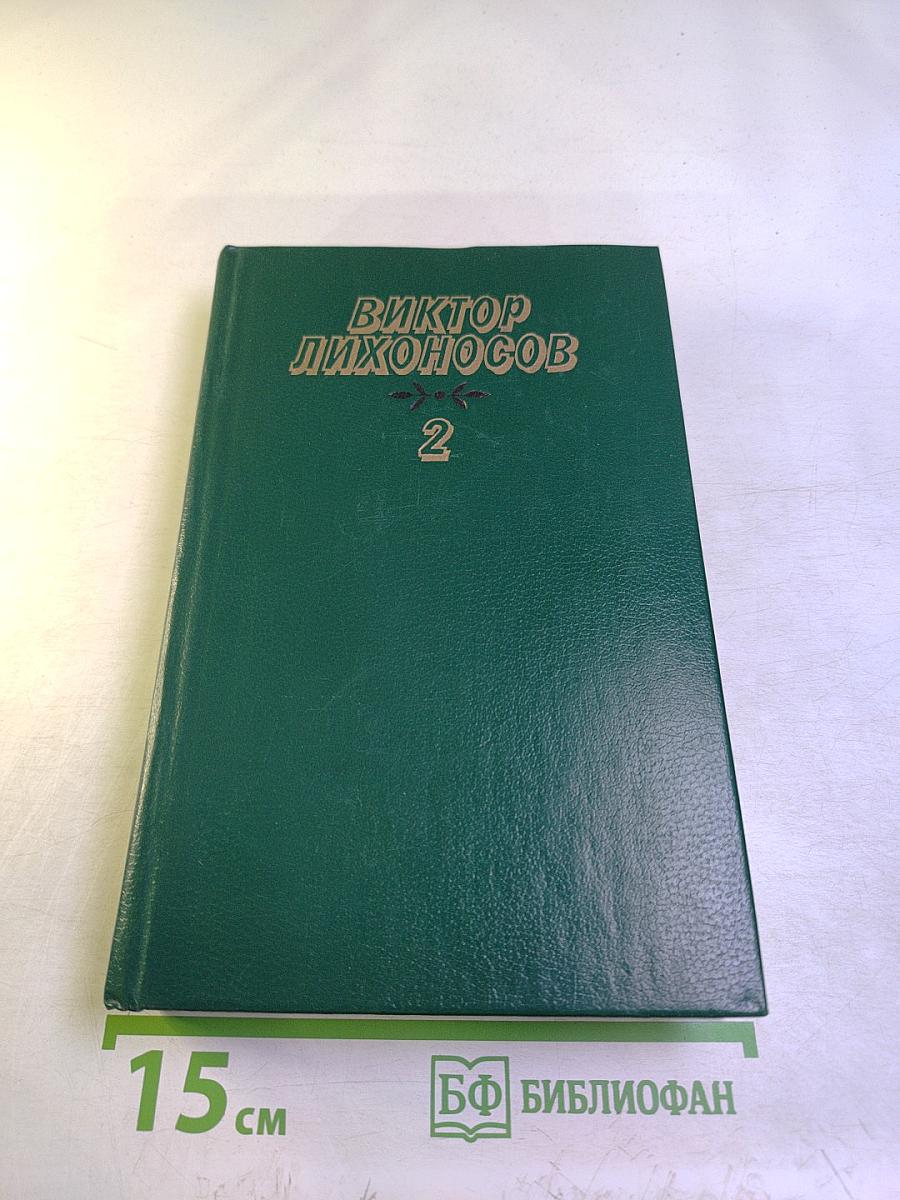 ВИКТОР
ЛИХОНОСОВ
2
15 см
БФ БИБЛИОФАН